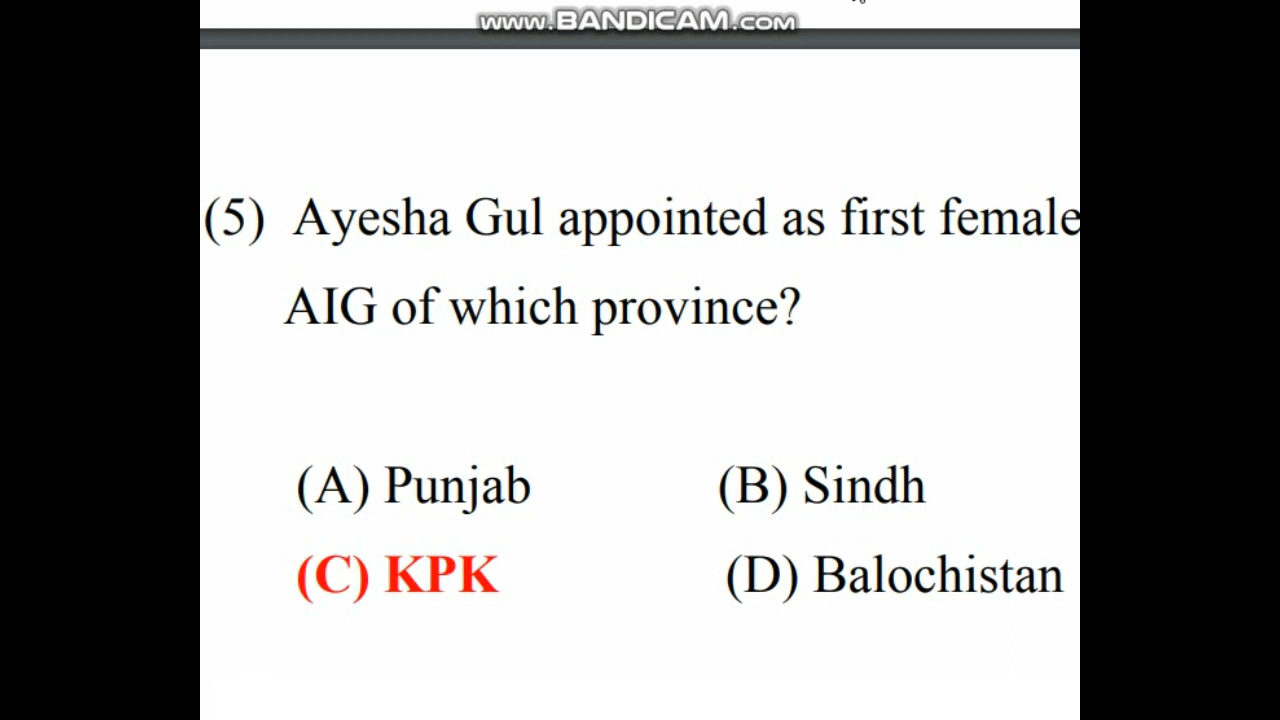 www.BANDICAM.com
(5) Ayesha Gul appointed as first female
AIG of which province?
(A) Punjab (B) Sindh
(C) KPK (D) Balochistan